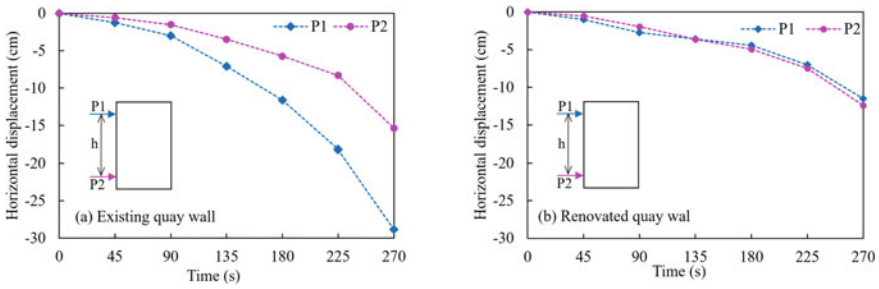 Horizontal displacement (cm)
0
-5
-10
-15
-20
-25
-30
P1 P2
P1
h
P2
(a) Existing quay wall
0 45 90 135 180 225 270
Time (s)
Horizontal displacement (cm)
0
-5
-10
-15
-20
-25
-30
P1 P2
P1
h
P2
(b) Renovated quay wal
0 45 90 135 180 225 270
Time (s)